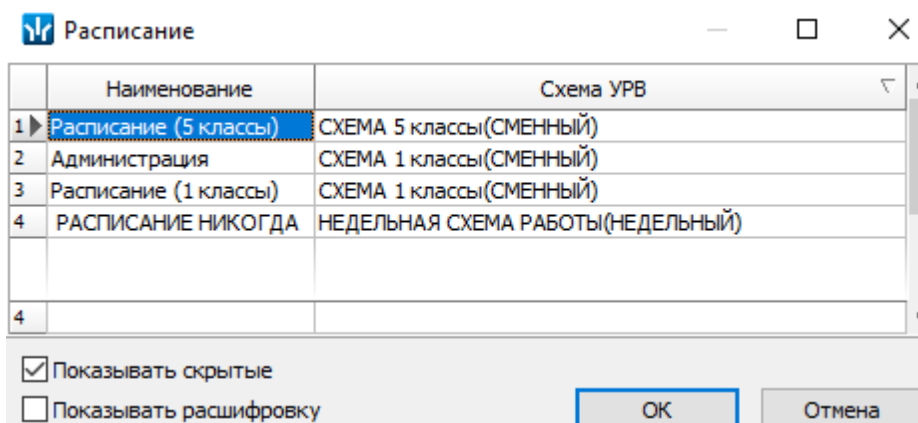 Расписание
Наименование Схема УРВ
1 Расписание (5 классы) СХЕМА 5 классы(СМЕННЫЙ)
2 Администрация СХЕМА 1 классы(СМЕННЫЙ)
3 Расписание (1 классы) СХЕМА 1 классы(СМЕННЫЙ)
4 РАСПИСАНИЕ НИКОГДА НЕДЕЛЬНАЯ СХЕМА РАБОТЫ(НЕДЕЛЬНЫЙ)
4
Показывать скрытые
Показывать расшифровку ОК Отмена